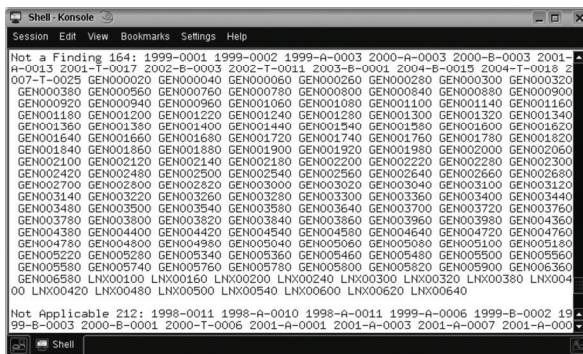 Shell - Konsole
Session Edit View Bookmarks Settings Help
Not a Finding 164: 1999-0001 1999-0002 1999-A-0003 2000-A-0003 2000-B-0003 2001-
A-0013 2001-T-0017 2002-B-0003 2002-T-0011 2003-B-0001 2004-B-0015 2004-T-0018 2
007-T-0025 GEN000020 GEN000040 GEN000060 GEN000260 GEN000280 GEN000300 GEN000320
GEN000380 GEN000560 GEN000760 GEN000780 GEN000800 GEN000840 GEN000880 GEN000900
GEN000920 GEN000940 GEN000960 GEN001060 GEN001080 GEN001100 GEN001140 GEN001160
GEN001180 GEN001200 GEN001220 GEN001240 GEN001280 GEN001300 GEN001320 GEN001340
GEN001360 GEN001380 GEN001400 GEN001440 GEN001540 GEN001580 GEN001600 GEN001620
GEN001640 GEN001660 GEN001680 GEN001720 GEN001740 GEN001760 GEN001780 GEN001820
GEN001840 GEN001860 GEN001880 GEN001900 GEN001920 GEN001980 GEN002000 GEN002060
GEN002100 GEN002120 GEN002140 GEN002180 GEN002200 GEN002220 GEN002280 GEN002300
GEN002420 GEN002480 GEN002500 GEN002540 GEN002560 GEN002640 GEN002660 GEN002680
GEN002700 GEN002800 GEN002820 GEN003000 GEN003020 GEN003040 GEN003100 GEN003120
GEN003140 GEN003220 GEN003260 GEN003280 GEN003300 GEN003360 GEN003400 GEN003440
GEN003480 GEN003500 GEN003540 GEN003580 GEN003640 GEN003700 GEN003720 GEN003760
GEN003780 GEN003800 GEN003820 GEN003840 GEN003860 GEN003960 GEN003980 GEN004360
GEN004380 GEN004400 GEN004420 GEN004540 GEN004580 GEN004640 GEN004720 GEN004760
GEN004780 GEN004800 GEN004980 GEN005040 GEN005060 GEN005080 GEN005100 GEN005180
GEN005220 GEN005280 GEN005340 GEN005360 GEN005460 GEN005480 GEN005500 GEN005560
GEN005580 GEN005740 GEN005760 GEN005780 GEN005800 GEN005820 GEN005900 GEN006360
GEN006580 LNX00100 LNX00160 LNX00200 LNX00240 LNX00300 LNX00320 LNX00380 LNX004
00 LNX00420 LNX00480 LNX00500 LNX00540 LNX00600 LNX00620 LNX00640
Not Applicable 212: 1998-0011 1998-A-0010 1998-A-0011 1999-A-0006 1999-B-0002 19
99-B-0003 2000-B-0001 2000-T-0006 2001-A-0001 2001-A-0003 2001-A-0007 2001-A-000
Shell